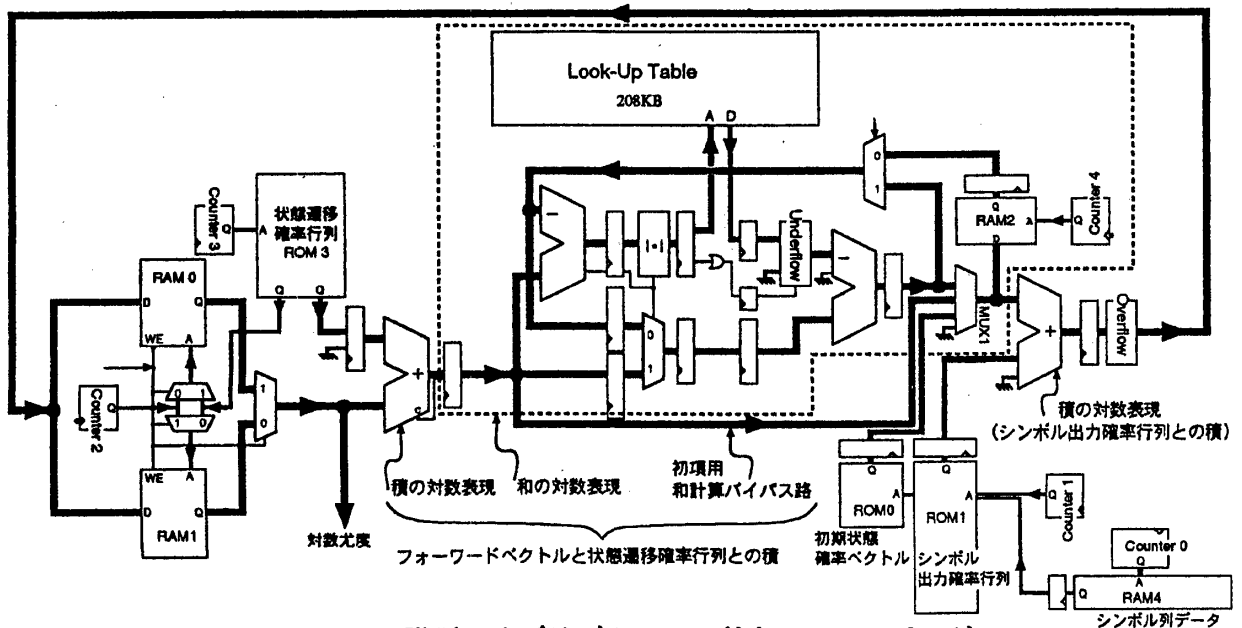 Look-Up Table
208KB
A D
0
1
Q
RAM2
a
D
Q
Counter 4
Counter 3
Q
A
状態遷移
確率行列
ROM 3
Q Q
RAM 0
D Q
WE A
0 1
Counter 2
Q
1 0
WE A
D Q
RAM1
1
0
+
C
−
0
1
Underflow
−
MUX1
+
Overflow
対数尤度
積の対数表現
和の対数表現
初項用
和計算バイパス路
フォーワードベクトルと状態遷移確率行列との積
積の対数表現
(シンボル出力確率行列との積)
Q
ROM0
A
初期状態
確率ベクトル
Q
A
ROM1
シンボル
出力確率行列
Q
Counter 1
Counter 0
Q
A
Q
RAM4
シンボル列データ